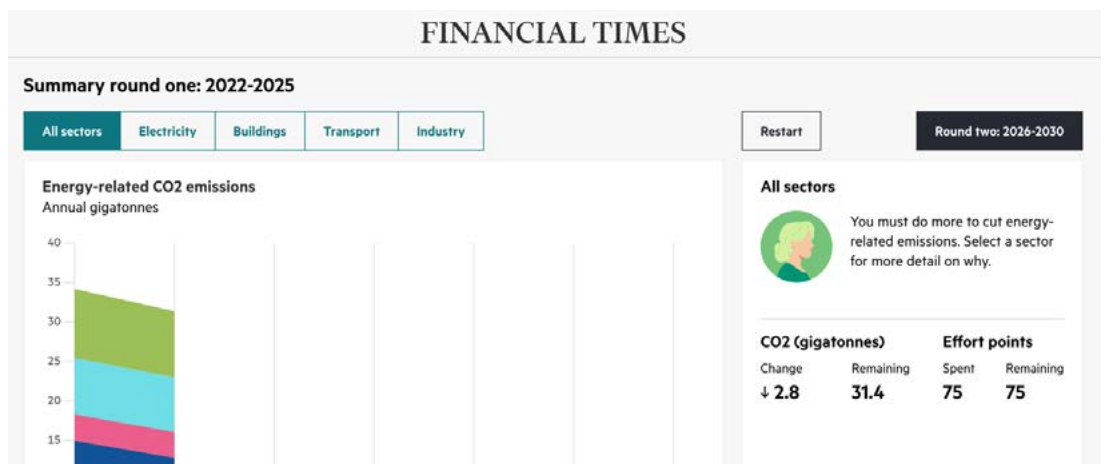 FINANCIAL TIMES
Summary round one: 2022-2025
All sectors
Electricity
Buildings
Transport
Industry
Restart
Round two: 2026-2030
Energy-related CO2 emissions
Annual gigatonnes
40
35
30
25
20
15
All sectors
You must do more to cut energy-
related emissions. Select a sector
for more detail on why.
CO2 (gigatonnes)
Effort points
Change
Remaining
Spent
Remaining
↓ 2.8
31.4
75
75